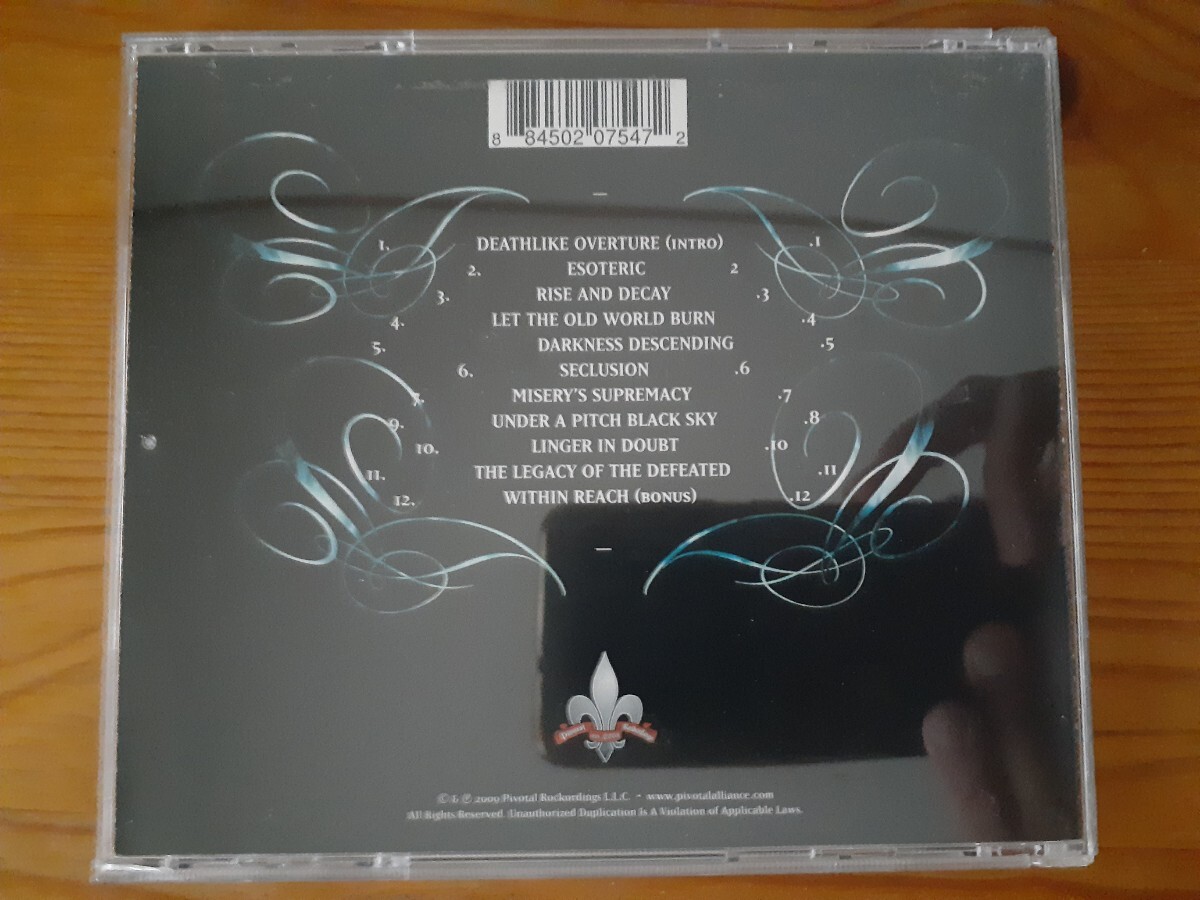 8 84502 07547 2
1. DEATHLIKE OVERTURE (INTRO) .1
2. ESOTERIC 2
3. RISE AND DECAY .3
4. LET THE OLD WORLD BURN .4
5. DARKNESS DESCENDING .5
6. SECLUSION .6
7. MISERY'S SUPREMACY .7
9. UNDER A PITCH BLACK SKY .8
10. LINGER IN DOUBT .10
11. THE LEGACY OF THE DEFEATED .11
12. WITHIN REACH (BONUS) .12
© & ℗ 2009 Pivotal Rockordings L.L.C. • www.pivotalalliance.com
All Rights Reserved. Unauthorized Duplication Is A Violation of Applicable Laws.